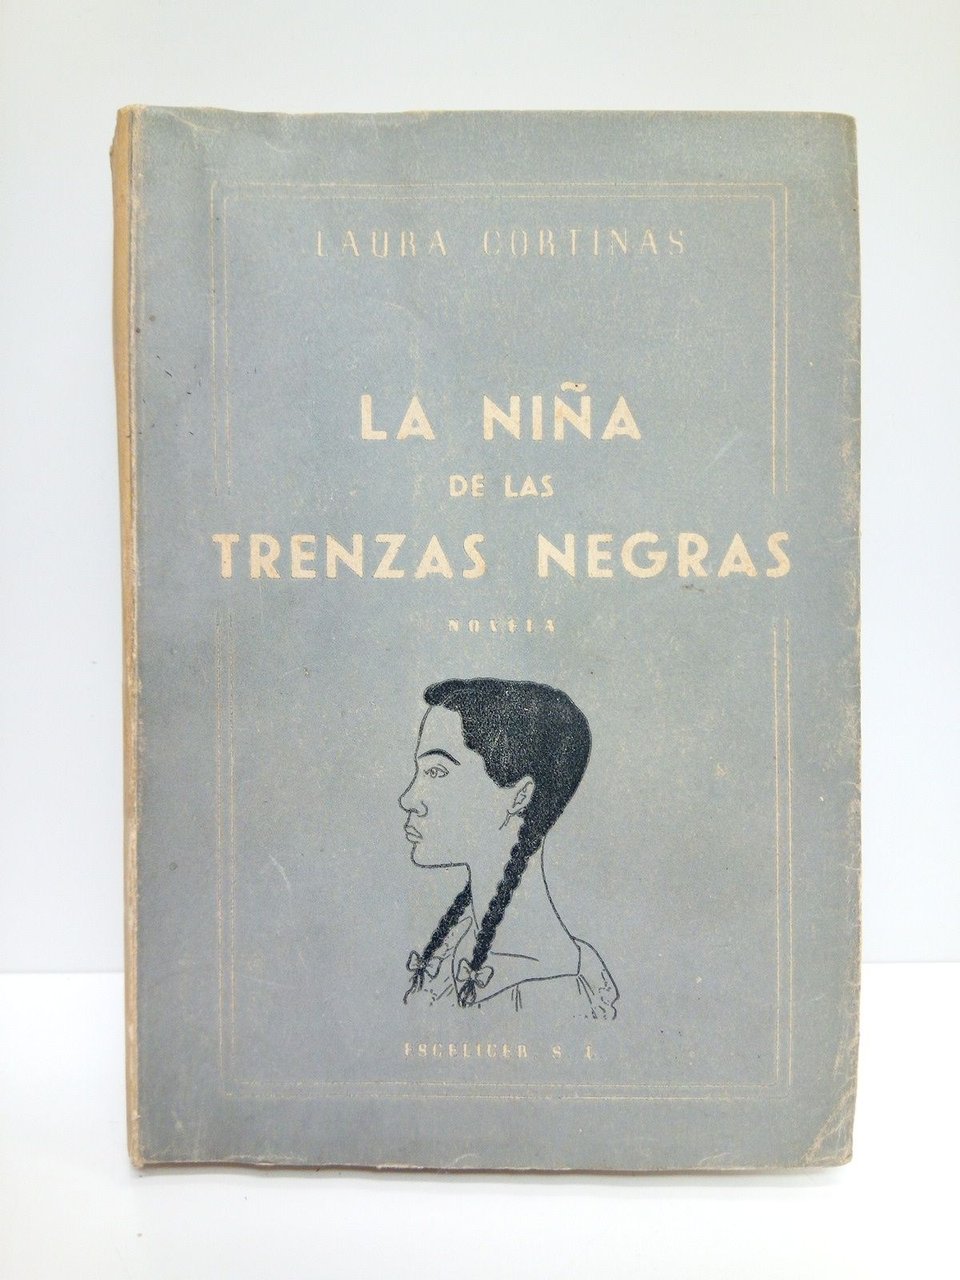 LAURA CORTINAS
LA NIÑA
DE LAS
TRENZAS NEGRAS
NOVELA
ESCELICER, S. L.